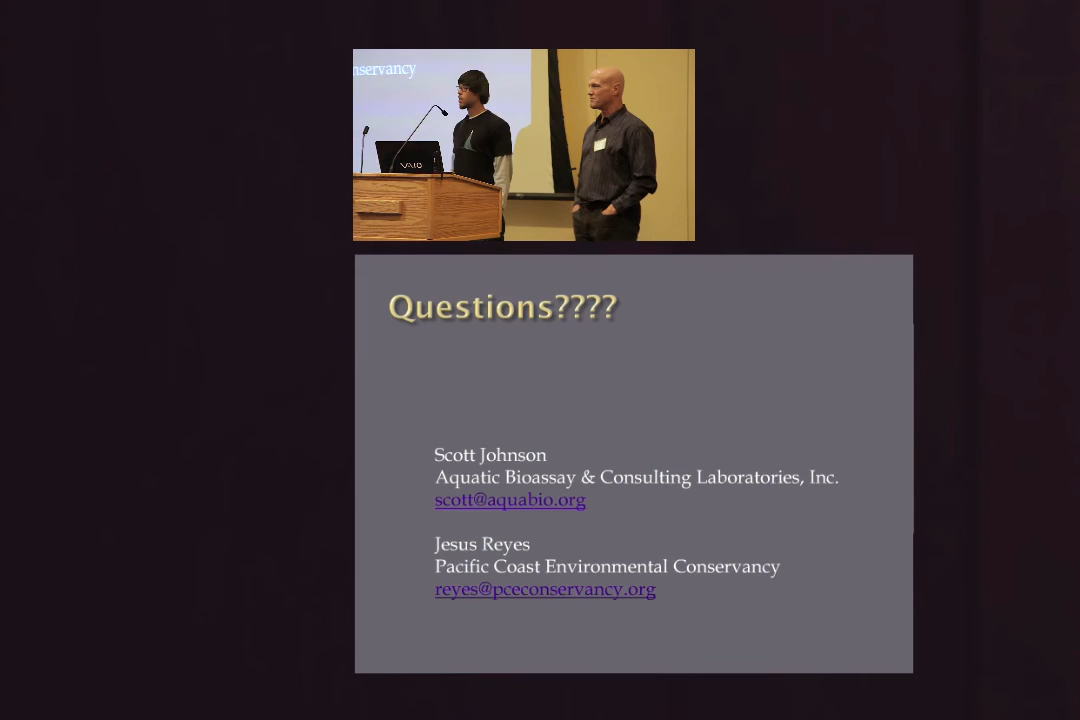 nservancy
VAIO
Questions????
Scott Johnson
Aquatic Bioassay & Consulting Laboratories, Inc.
scott@aquabio.org
Jesus Reyes
Pacific Coast Environmental Conservancy
reyes@pceconservancy.org